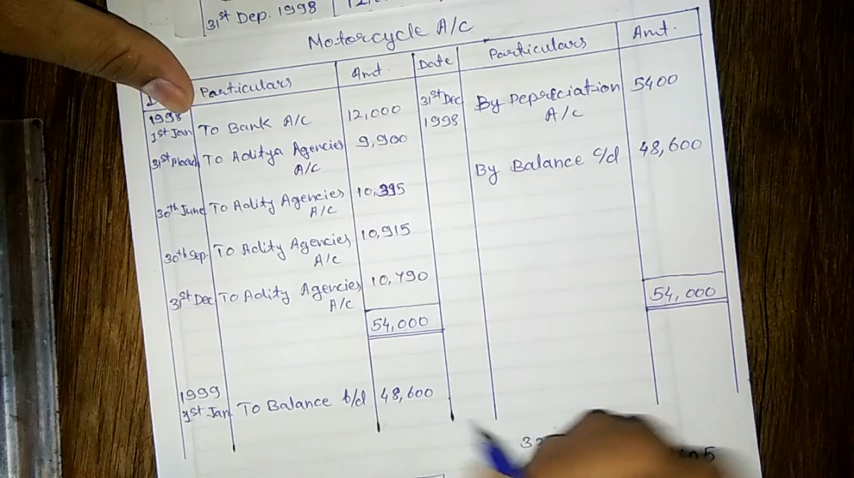 31st Dep. 1998
Motorcycle A/C
Particulars Amt. Date Particulars Amt.
1998
1st Jan To Bank A/C 12,000 31st Dec 1998 By Depreciation A/C 5400
31st March To Aditya Agencies A/C 9,900
By Balance c/d 48,600
30th June To Adity Agencies A/C 10,395
30th Sep. To Adity Agencies A/C 10,915
31st Dec To Adity Agencies A/C 10,790
54,000 54,000
1999
1st Jan To Balance b/d 48,600